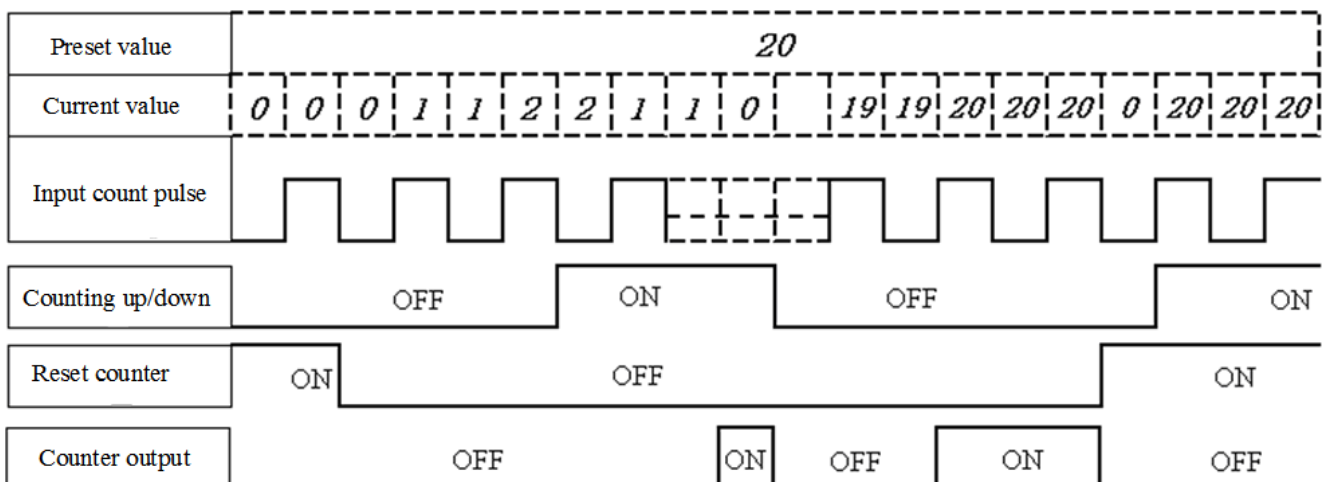 Preset value 20
Current value 0 0 0 1 1 2 2 1 1 0 19 19 20 20 20 0 20 20 20
Input count pulse
Counting up/down OFF ON OFF ON
Reset counter ON OFF ON
Counter output OFF ON OFF ON OFF